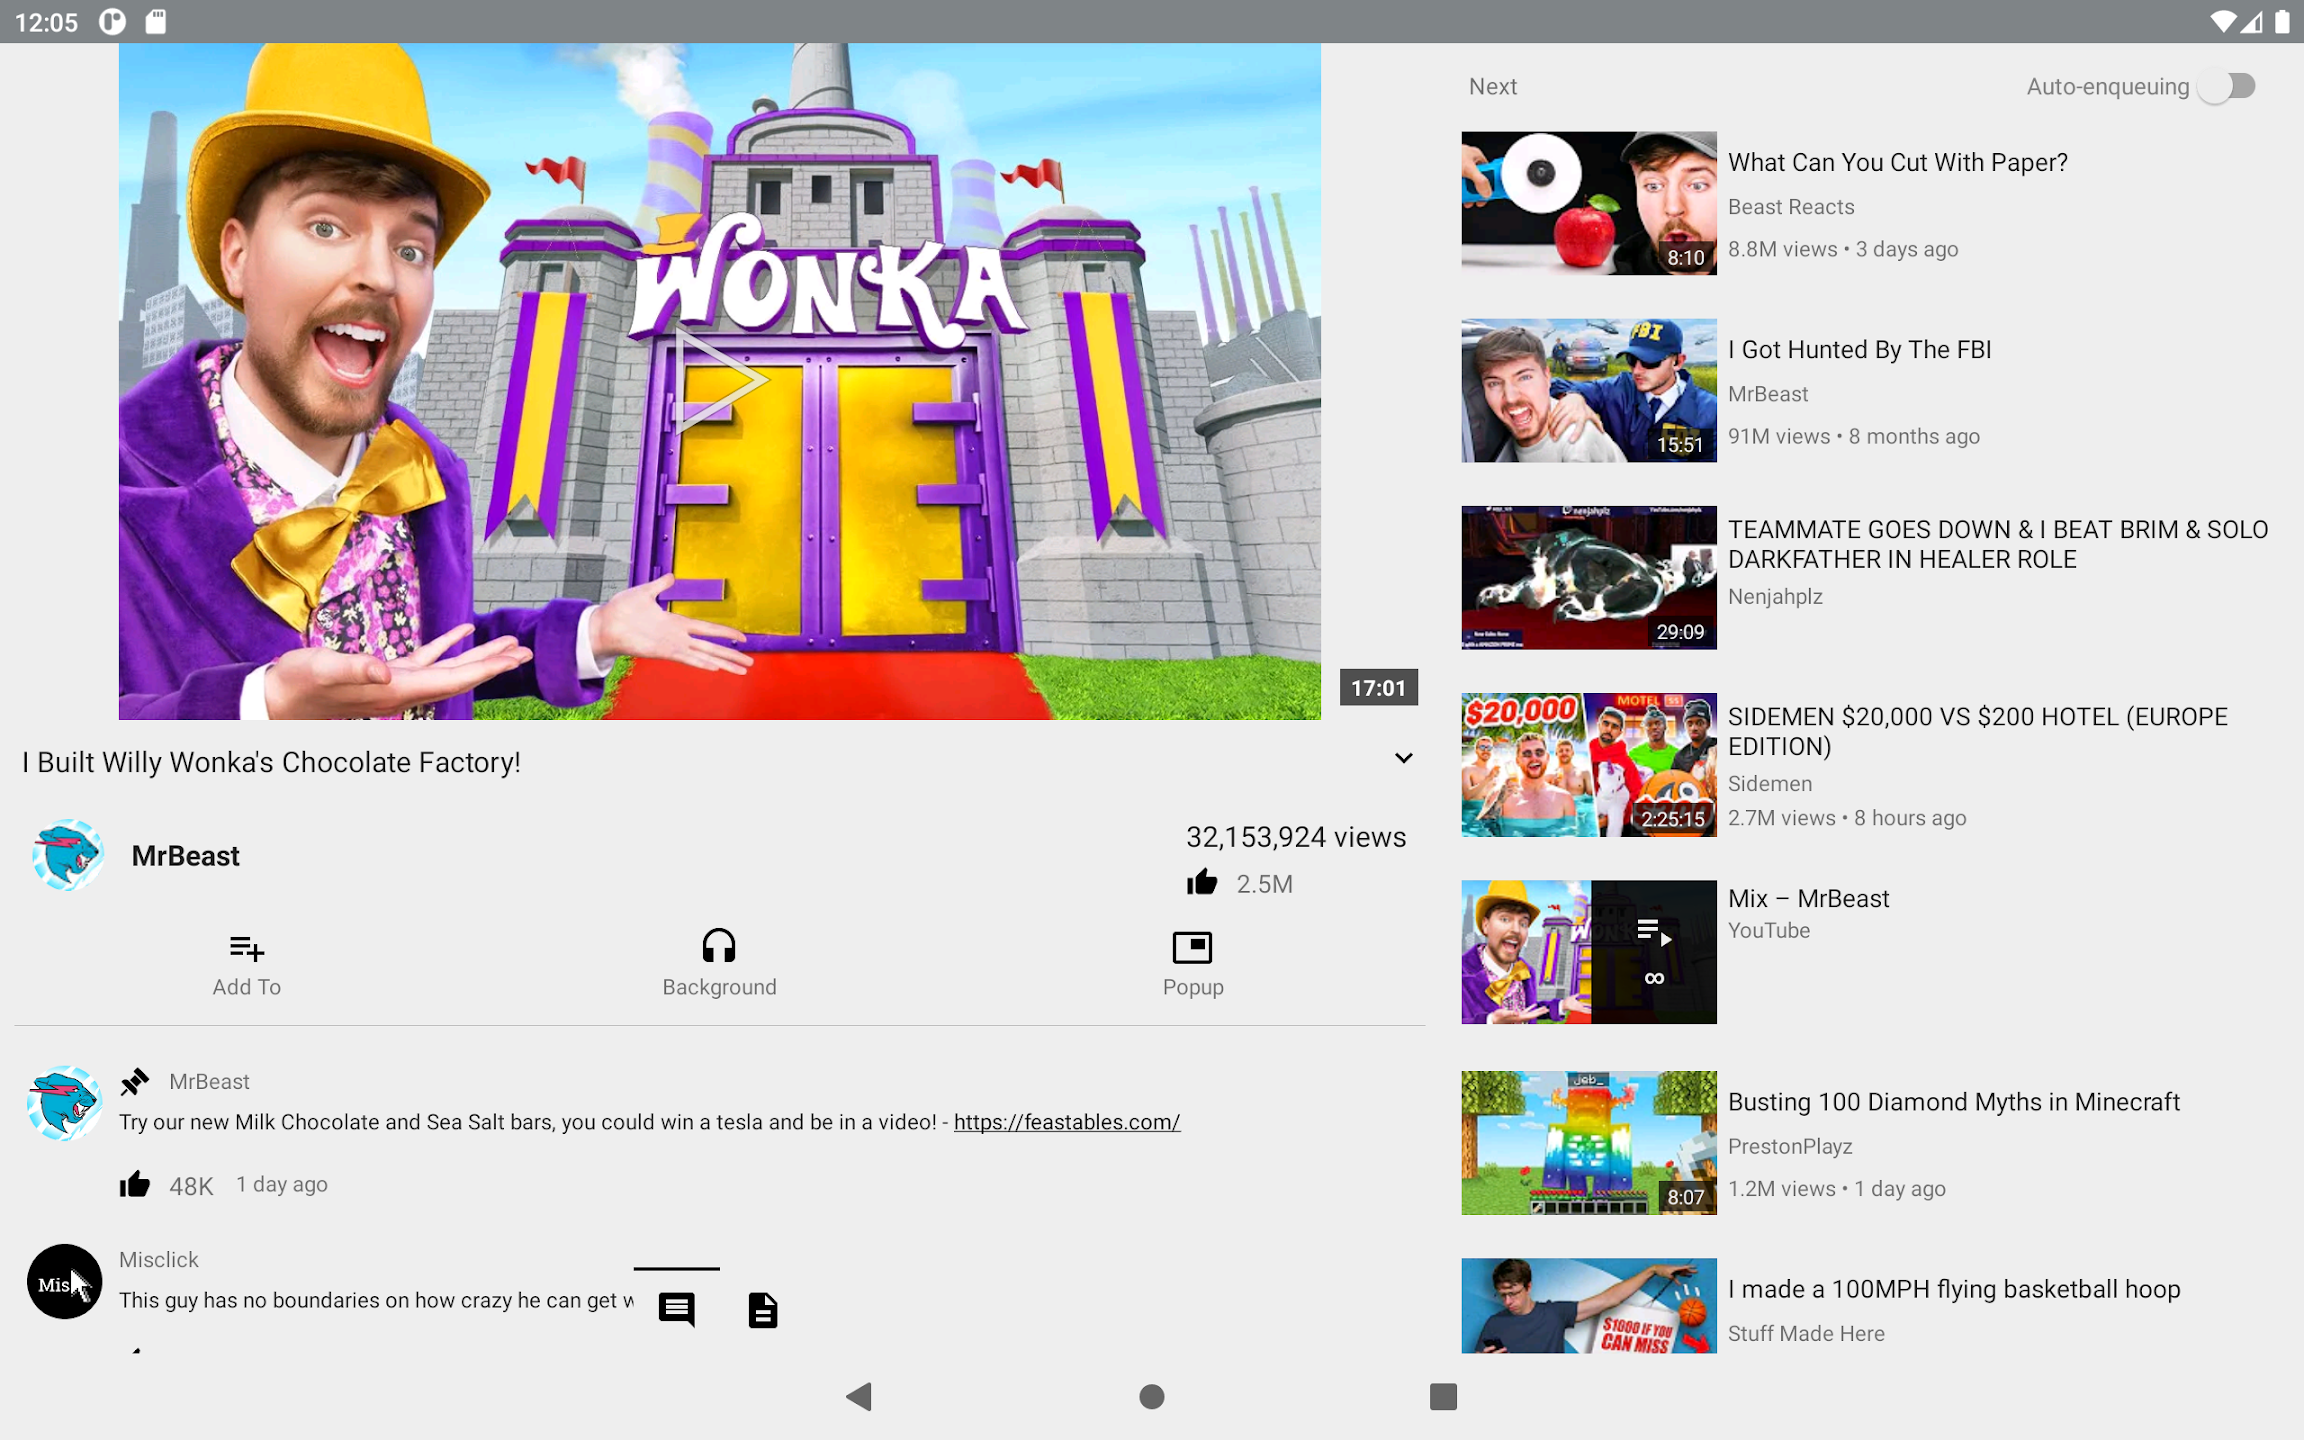 12:05
WONKA
17:01
I Built Willy Wonka's Chocolate Factory!
MrBeast
32,153,924 views
2.5M
Add To
Background
Popup
MrBeast
Try our new Milk Chocolate and Sea Salt bars, you could win a tesla and be in a video! - https://feastables.com/
48K 1 day ago
Misclick
This guy has no boundaries on how crazy he can get
Next
Auto-enqueuing
What Can You Cut With Paper?
Beast Reacts
8.8M views • 3 days ago
8:10
I Got Hunted By The FBI
MrBeast
91M views • 8 months ago
FBI
15:51
TEAMMATE GOES DOWN & I BEAT BRIM & SOLO
DARKFATHER IN HEALER ROLE
Nenjahplz
29:09
SIDEMEN $20,000 VS $200 HOTEL (EUROPE
EDITION)
Sidemen
2.7M views • 8 hours ago
$20,000
MOTEL
2:25:15
Mix – MrBeast
YouTube
∞
Busting 100 Diamond Myths in Minecraft
PrestonPlayz
1.2M views • 1 day ago
8:07
I made a 100MPH flying basketball hoop
Stuff Made Here
$1000 IF YOU
CAN MISS